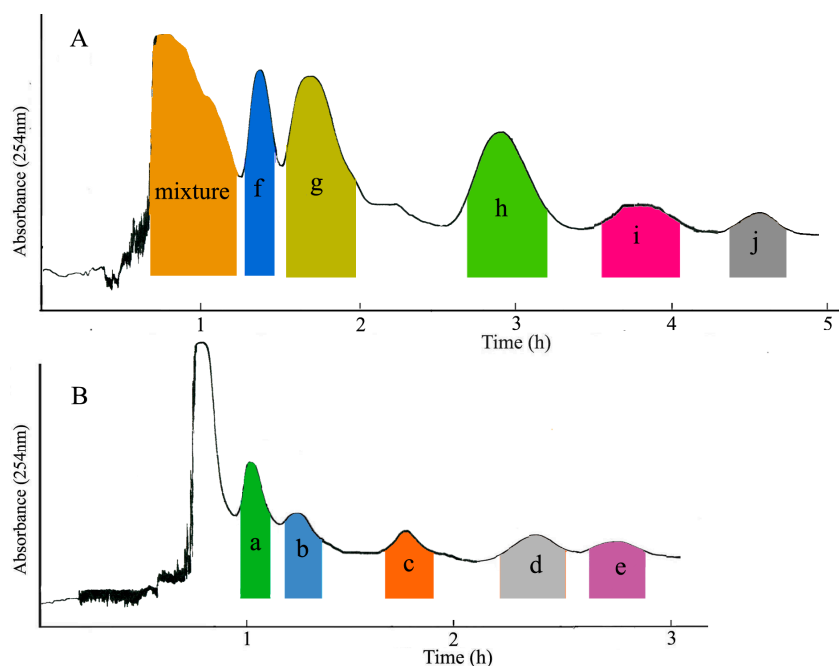 A
Absorbance (254nm)
mixture
f
g
h
i
j
1
2
3
4
5
Time (h)
B
Absorbance (254nm)
a
b
c
d
e
1
2
3
Time (h)